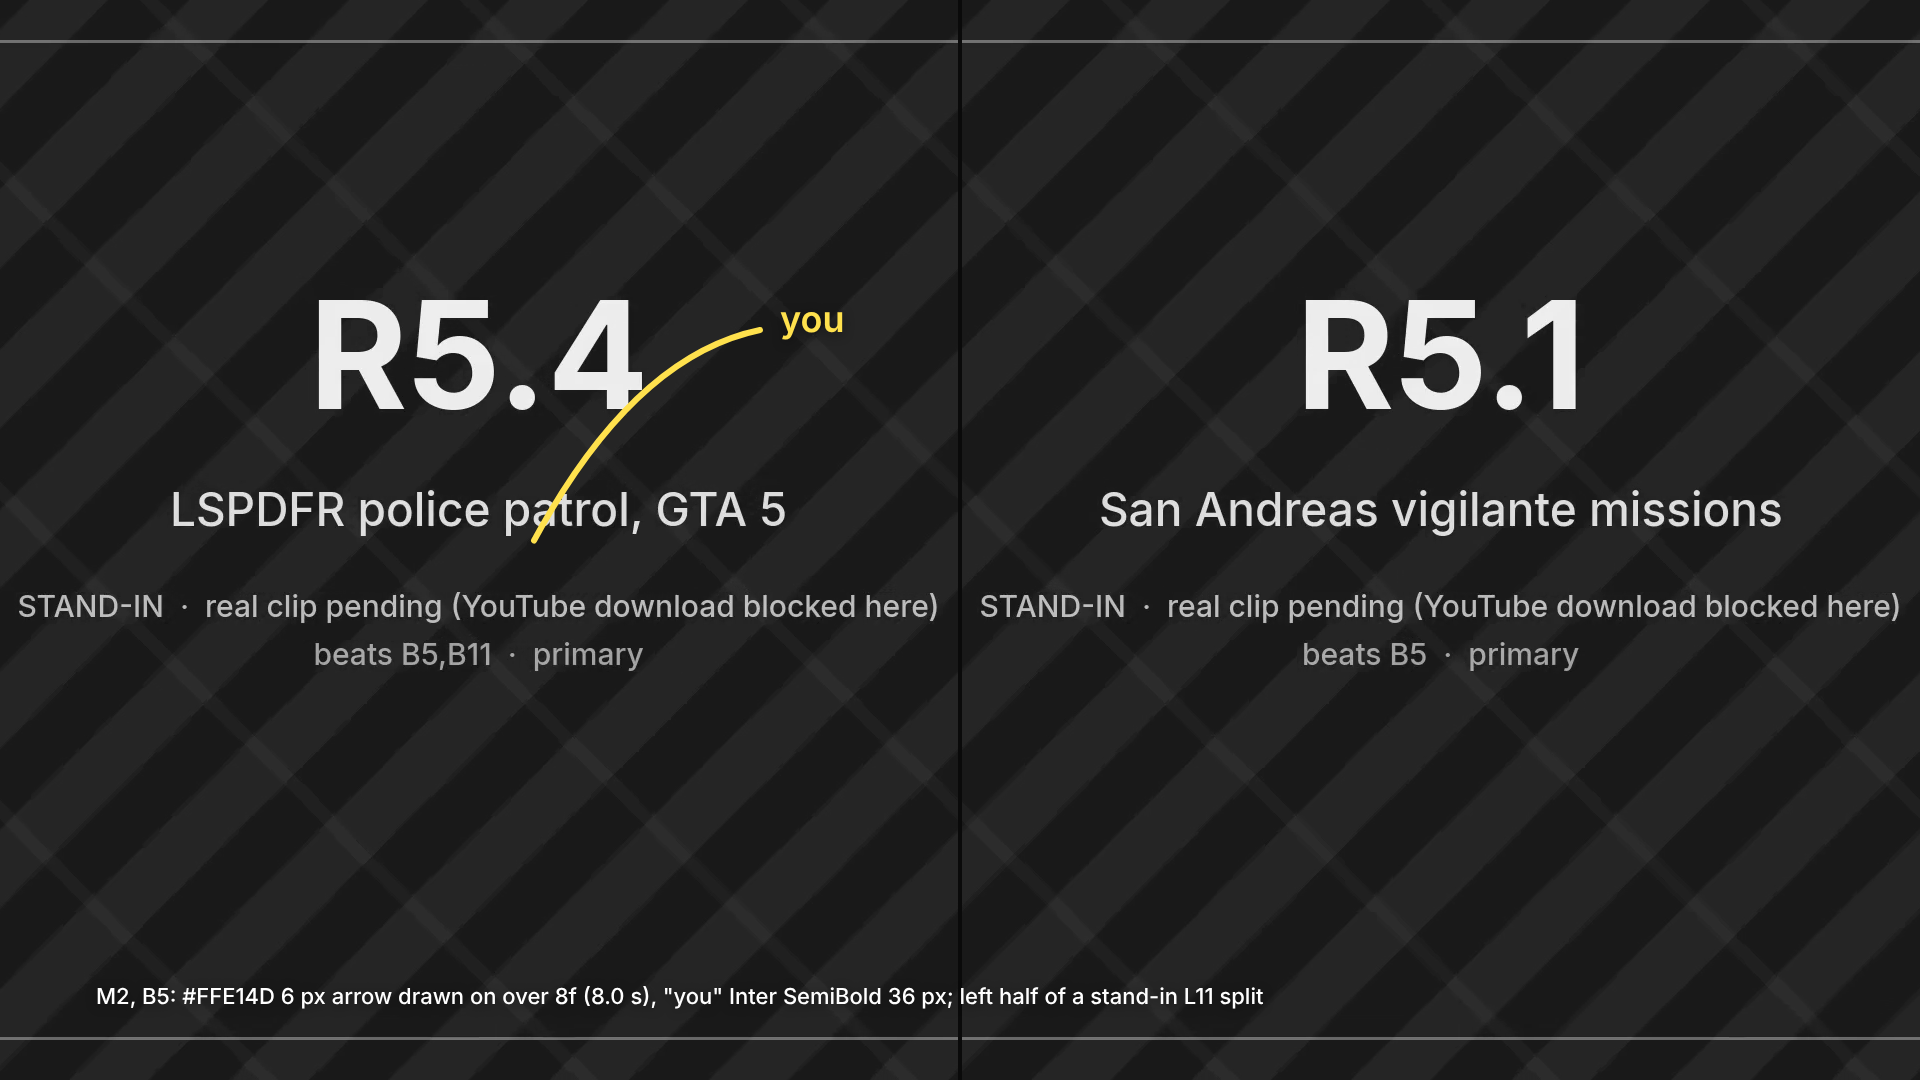 R5.4
you
LSPDFR police patrol, GTA 5
STAND-IN · real clip pending (YouTube download blocked here)
beats B5,B11 · primary
R5.1
San Andreas vigilante missions
STAND-IN · real clip pending (YouTube download blocked here)
beats B5 · primary
M2, B5: #FFE14D 6 px arrow drawn on over 8f (8.0 s), "you" Inter SemiBold 36 px; left half of a stand-in L11 split